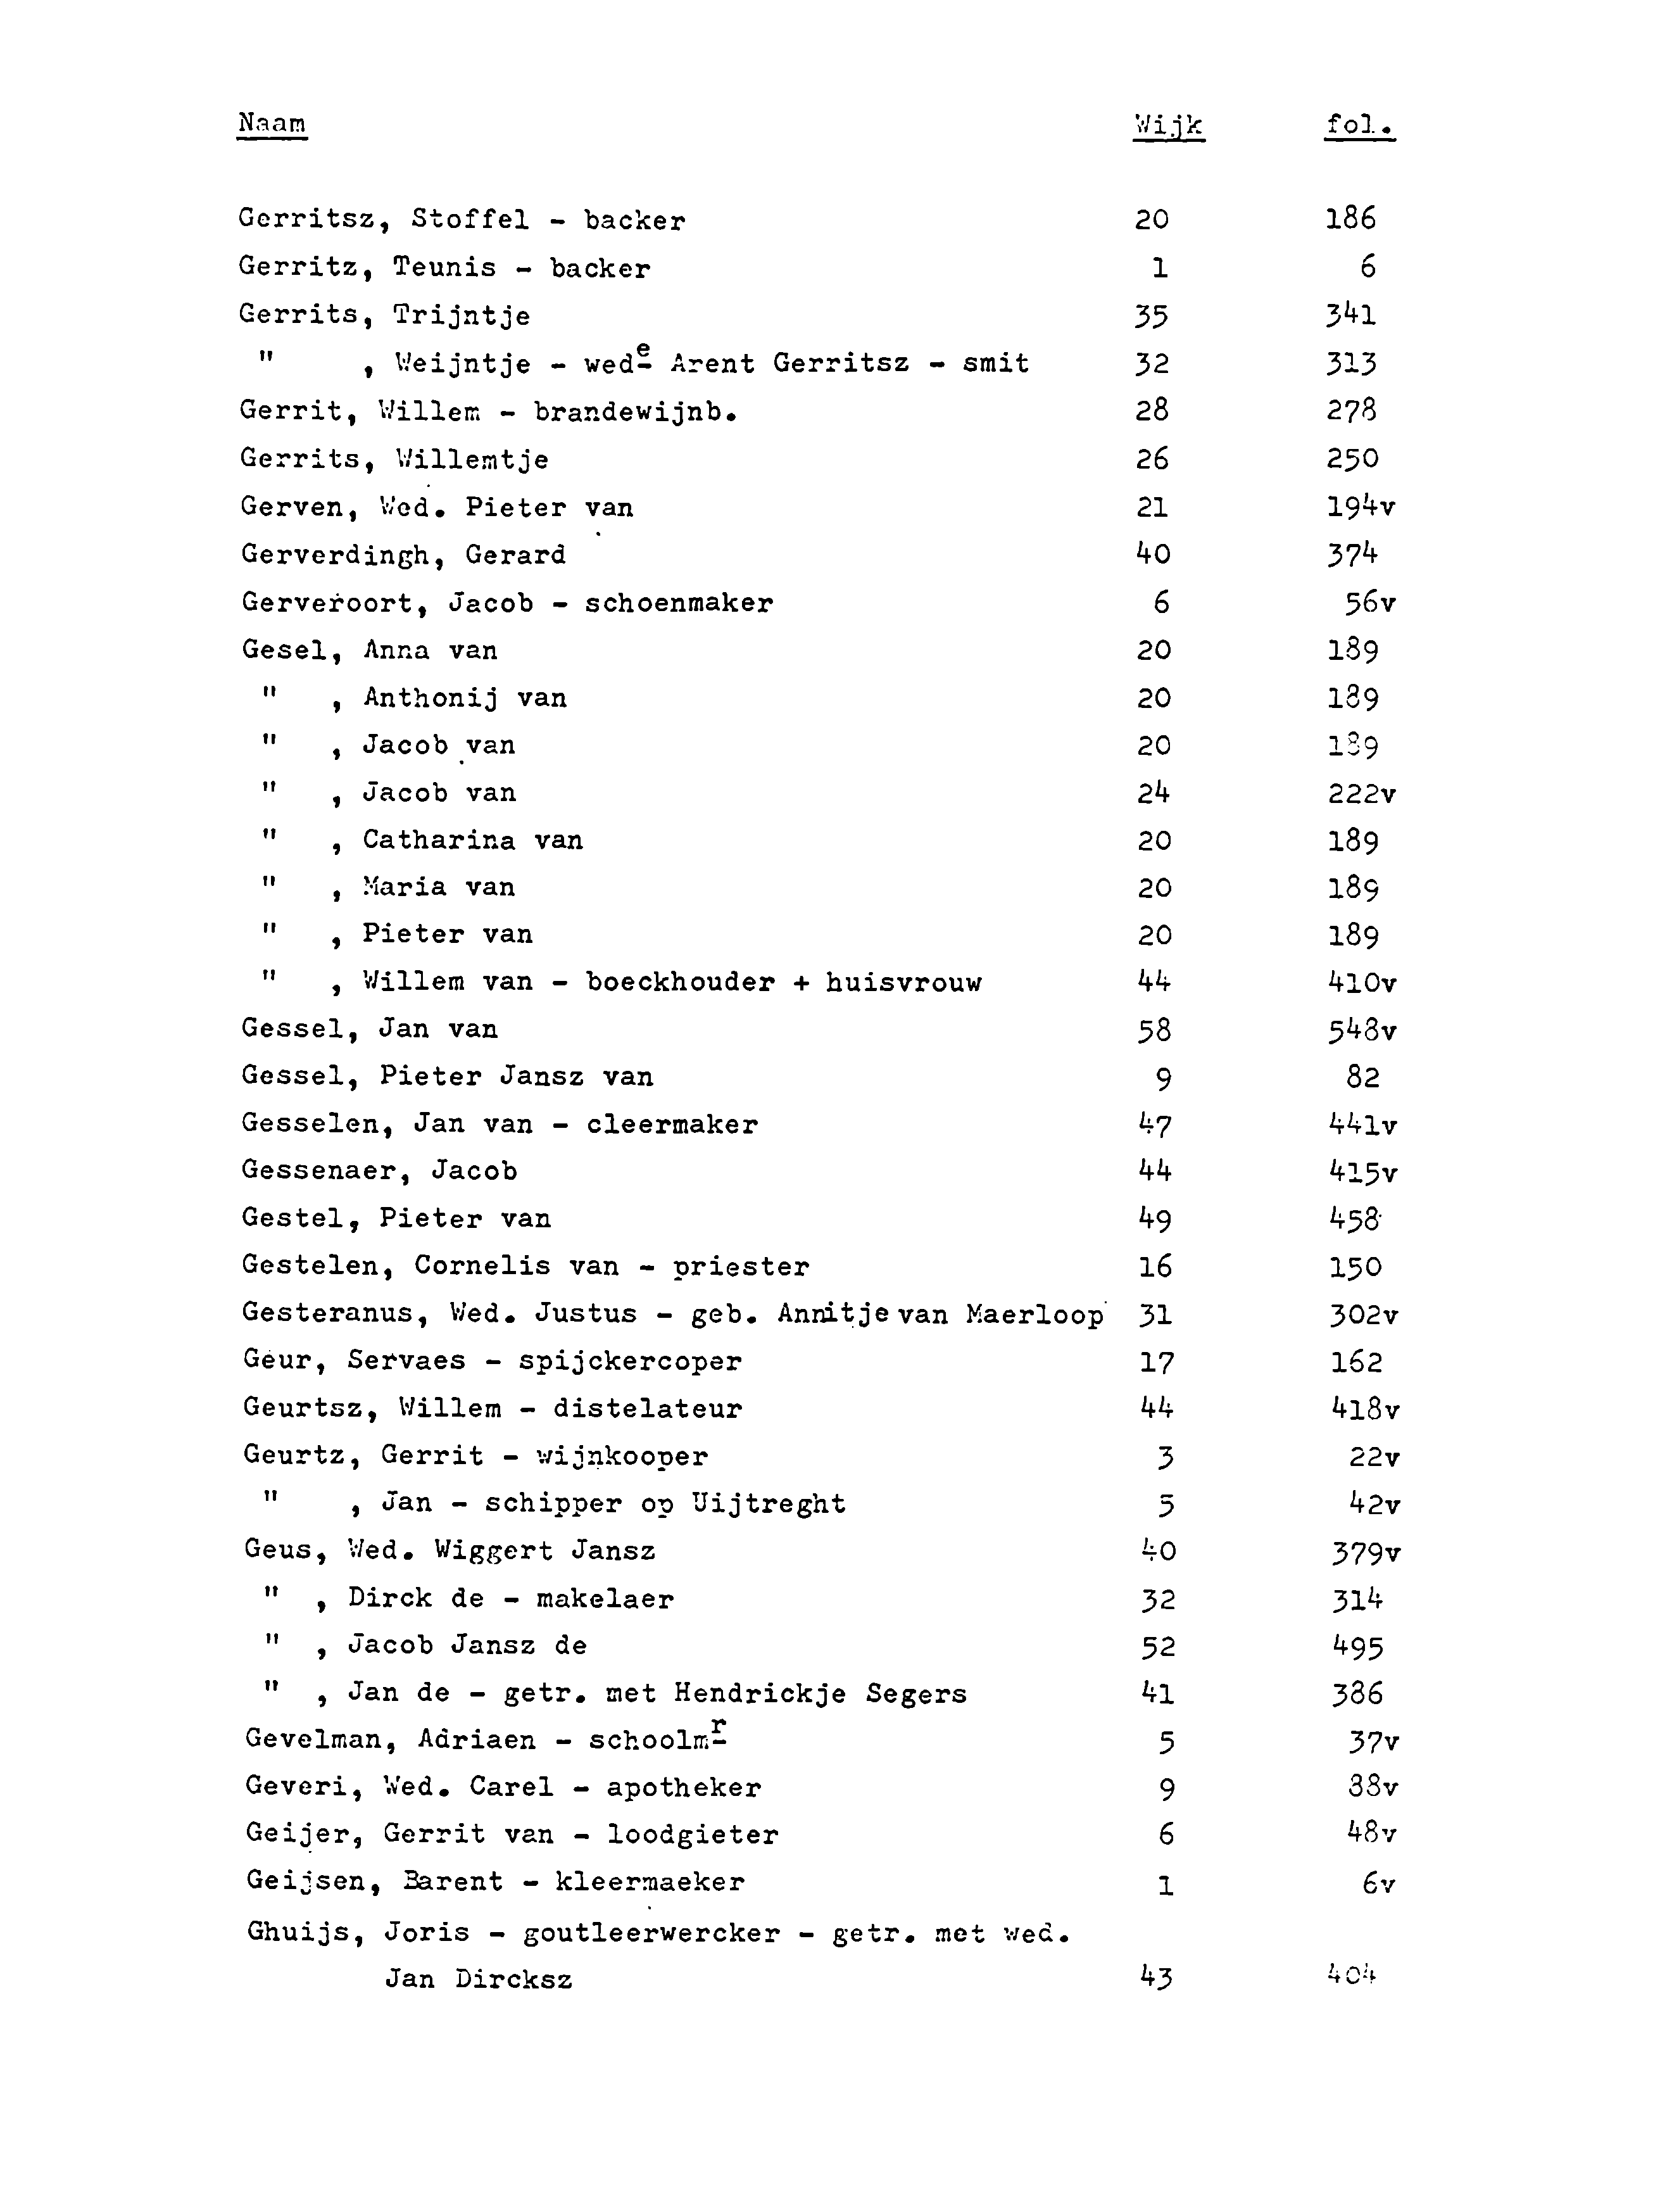 Naam Wijk fol.
Gerritsz, Stoffel - backer 20 186
Gerritz, Teunis - backer 1 6
Gerrits, Trijntje 35 341
" , Weijntje - wedᵉ Arent Gerritsz - smit 32 313
Gerrit, Willem - brandewijnb. 28 278
Gerrits, Willemtje 26 250
Gerven, Wed. Pieter van 21 194v
Gerverdingh, Gerard 40 374
Gerveroort, Jacob - schoenmaker 6 56v
Gesel, Anna van 20 189
" , Anthonij van 20 189
" , Jacob van 20 189
" , Jacob van 24 222v
" , Catharina van 20 189
" , Maria van 20 189
" , Pieter van 20 189
" , Willem van - boeckhouder + huisvrouw 44 410v
Gessel, Jan van 58 548v
Gessel, Pieter Jansz van 9 82
Gesselen, Jan van - cleermaker 47 441v
Gessenaer, Jacob 44 415v
Gestel, Pieter van 49 458
Gestelen, Cornelis van - priester 16 150
Gesteranus, Wed. Justus - geb. Annitje van Maerloop 31 302v
Geur, Servaes - spijckercoper 17 162
Geurtsz, Willem - distelateur 44 418v
Geurtz, Gerrit - wijnkooper 3 22v
" , Jan - schipper op Uijtreght 5 42v
Geus, Wed. Wiggert Jansz 40 379v
" , Dirck de - makelaer 32 314
" , Jacob Jansz de 52 495
" , Jan de - getr. met Hendrickje Segers 41 386
Gevelman, Adriaen - schoolmʳ 5 37v
Geveri, Wed. Carel - apotheker 9 88v
Geijer, Gerrit van - loodgieter 6 48v
Geijsen, Barent - kleermaeker 1 6v
Ghuijs, Joris - goutleerwercker - getr. met wed.
Jan Dircksz 43 404